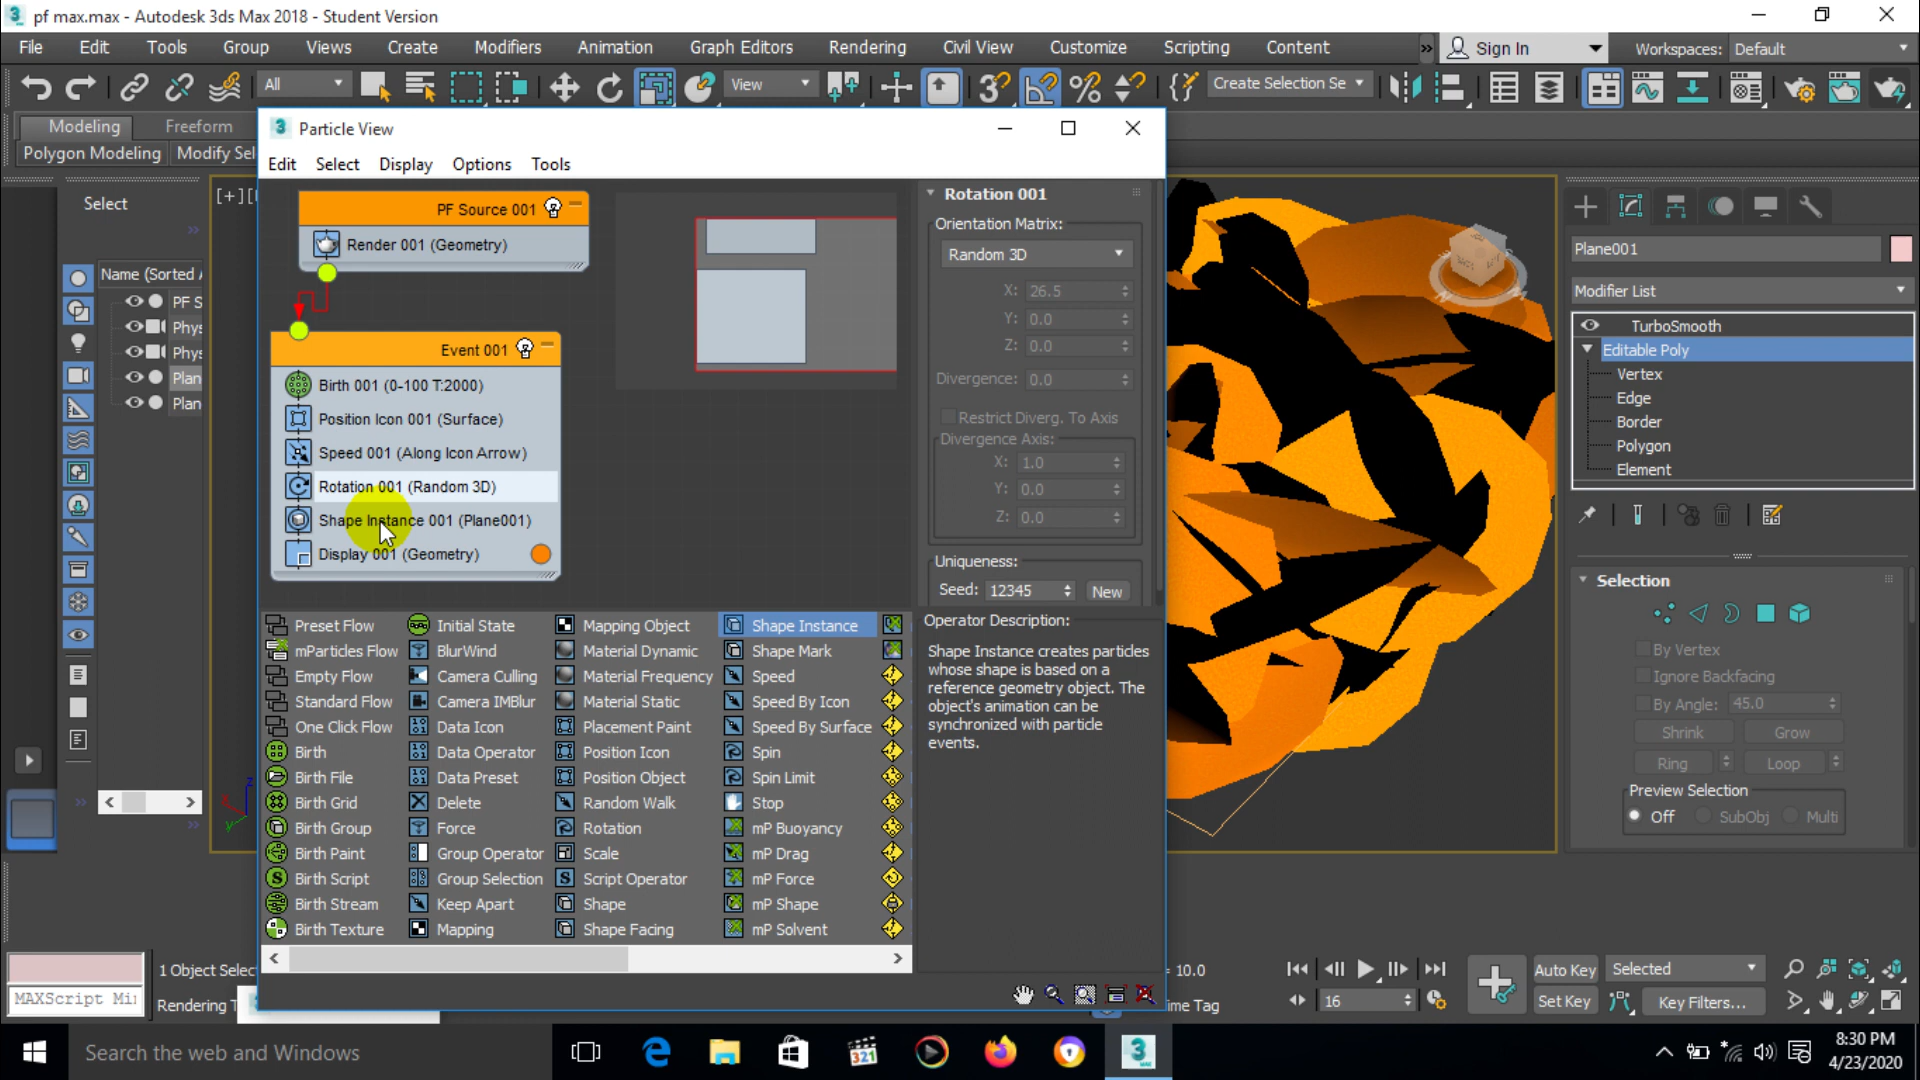 pf max.max - Autodesk 3ds Max 2018 - Student Version
File Edit Tools Group Views Create Modifiers Animation Graph Editors Rendering Civil View Customize Scripting Content
Sign In
Workspaces: Default
All
View
Create Selection Se
Modeling Freeform
Polygon Modeling Modify Sel
Particle View
Edit Select Display Options Tools
Select
Name (Sorted A
PF S
Phys
Phys
Plan
Plan
[+]
PF Source 001
Render 001 (Geometry)
Event 001
Birth 001 (0-100 T:2000)
Position Icon 001 (Surface)
Speed 001 (Along Icon Arrow)
Rotation 001 (Random 3D)
Shape Instance 001 (Plane001)
Display 001 (Geometry)
Rotation 001
Orientation Matrix:
Random 3D
X: 26.5
Y: 0.0
Z: 0.0
Divergence: 0.0
Restrict Diverg. To Axis
Divergence Axis:
X: 1.0
Y: 0.0
Z: 0.0
Uniqueness:
Seed: 12345 New
Preset Flow Initial State Mapping Object Shape Instance
mParticles Flow BlurWind Material Dynamic Shape Mark
Empty Flow Camera Culling Material Frequency Speed
Standard Flow Camera IMBlur Material Static Speed By Icon
One Click Flow Data Icon Placement Paint Speed By Surface
Birth Data Operator Position Icon Spin
Birth File Data Preset Position Object Spin Limit
Birth Grid Delete Random Walk Stop
Birth Group Force Rotation mP Buoyancy
Birth Paint Group Operator Scale mP Drag
Birth Script Group Selection Script Operator mP Force
Birth Stream Keep Apart Shape mP Shape
Birth Texture Mapping Shape Facing mP Solvent
Operator Description:
Shape Instance creates particles
whose shape is based on a
reference geometry object. The
object's animation can be
synchronized with particle
events.
Plane001
Modifier List
TurboSmooth
Editable Poly
Vertex
Edge
Border
Polygon
Element
Selection
By Vertex
Ignore Backfacing
By Angle: 45.0
Shrink Grow
Ring Loop
Preview Selection
Off SubObj Multi
1 Object Selec
MAXScript Mi
Rendering T
= 10.0
me Tag
16
Auto Key Selected
Set Key Key Filters...
Search the web and Windows
8:30 PM
4/23/2020